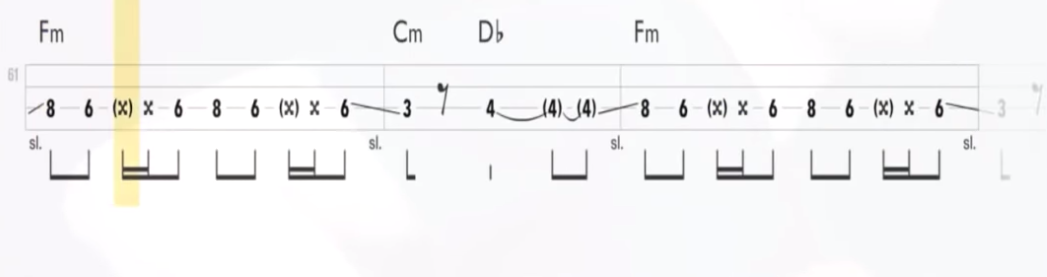 Fm Cm D♭ Fm
61
8 6 (x) x 6 8 6 (x) x 6 3 4 (4) (4) 8 6 (x) x 6 8 6 (x) x 6 3
sl. sl. sl. sl.